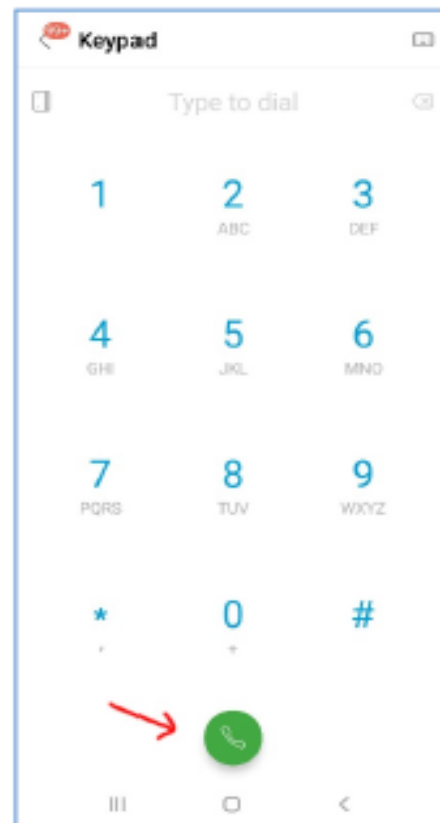 99+
Keypad
Type to dial
1 2 3
ABC DEF
4 5 6
GHI JKL MNO
7 8 9
PQRS TUV WXYZ
* 0 #
, +